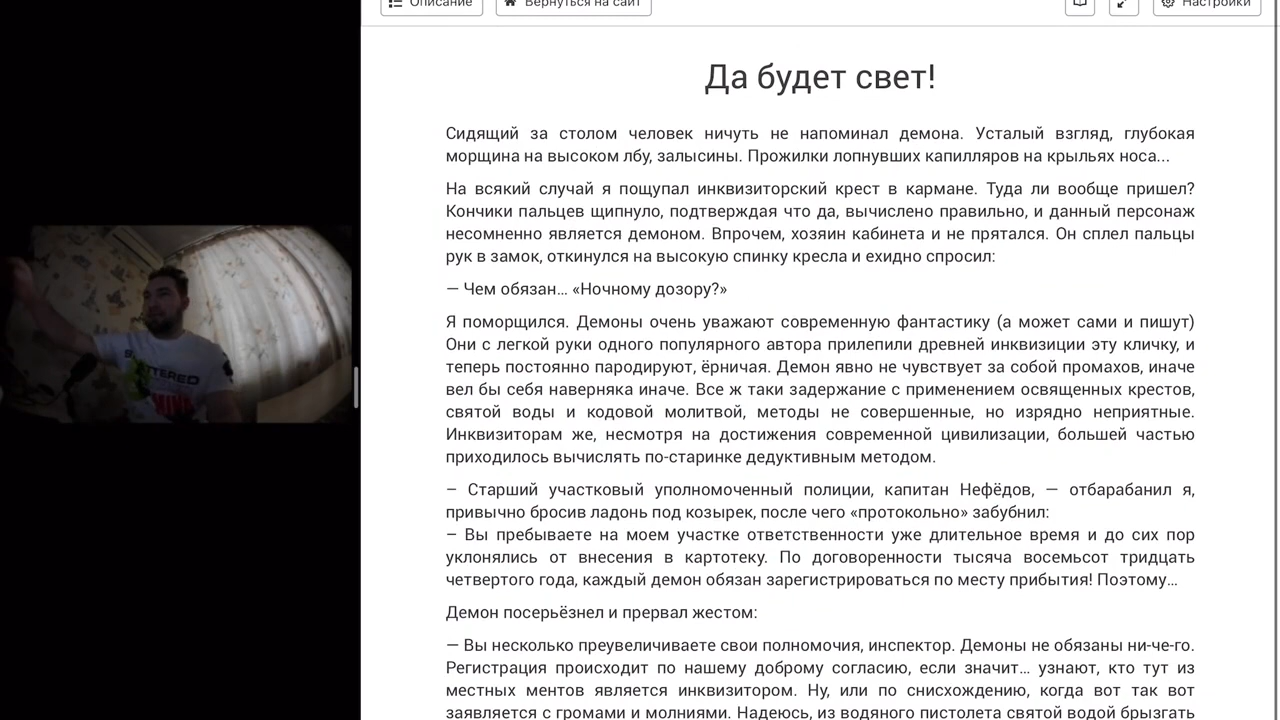 Описание
Вернуться на сайт
Настройки
Да будет свет!
Сидящий за столом человек ничуть не напоминал демона. Усталый взгляд, глубокая
морщина на высоком лбу, залысины. Прожилки лопнувших капилляров на крыльях носа...
На всякий случай я пощупал инквизиторский крест в кармане. Туда ли вообще пришел?
Кончики пальцев щипнуло, подтверждая что да, вычислено правильно, и данный персонаж
несомненно является демоном. Впрочем, хозяин кабинета и не прятался. Он сплел пальцы
рук в замок, откинулся на высокую спинку кресла и ехидно спросил:
— Чем обязан… «Ночному дозору?»
Я поморщился. Демоны очень уважают современную фантастику (а может сами и пишут)
Они с легкой руки одного популярного автора прилепили древней инквизиции эту кличку, и
теперь постоянно пародируют, ёрничая. Демон явно не чувствует за собой промахов, иначе
вел бы себя наверняка иначе. Все ж таки задержание с применением освященных крестов,
святой воды и кодовой молитвой, методы не совершенные, но изрядно неприятные.
Инквизиторам же, несмотря на достижения современной цивилизации, большей частью
приходилось вычислять по-старинке дедуктивным методом.
– Старший участковый уполномоченный полиции, капитан Нефёдов, — отбарабанил я,
привычно бросив ладонь под козырек, после чего «протокольно» забубнил:
– Вы пребываете на моем участке ответственности уже длительное время и до сих пор
уклонялись от внесения в картотеку. По договоренности тысяча восемьсот тридцать
четвертого года, каждый демон обязан зарегистрироваться по месту прибытия! Поэтому…
Демон посерьёзнел и прервал жестом:
— Вы несколько преувеличиваете свои полномочия, инспектор. Демоны не обязаны ни-че-го.
Регистрация происходит по нашему доброму согласию, если значит… узнают, кто тут из
местных ментов является инквизитором. Ну, или по снисхождению, когда вот так вот
заявляется с громами и молниями. Надеюсь, из водяного пистолета святой водой брызгать